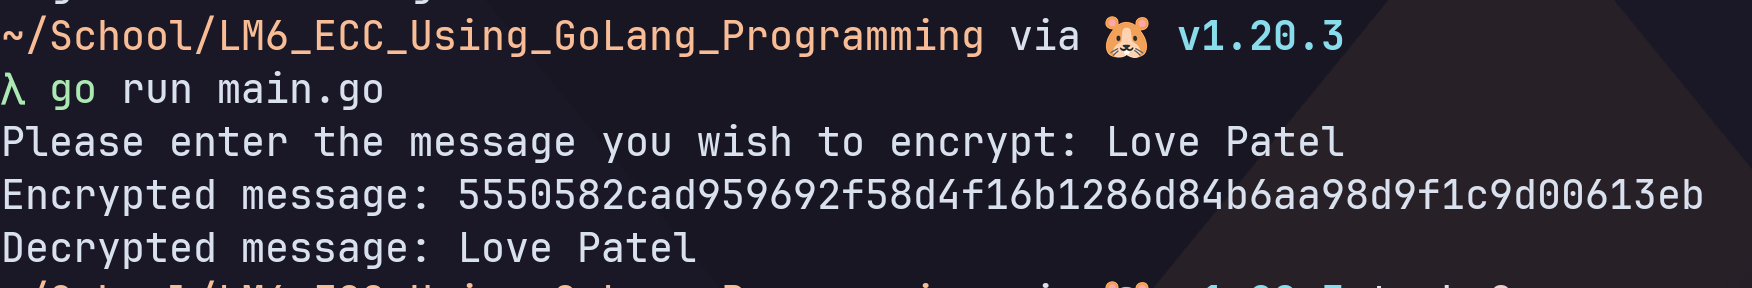 ~/School/LM6_ECC_Using_GoLang_Programming via 🐹 v1.20.3
λ go run main.go
Please enter the message you wish to encrypt: Love Patel
Encrypted message: 5550582cad959692f58d4f16b1286d84b6aa98d9f1c9d00613eb
Decrypted message: Love Patel